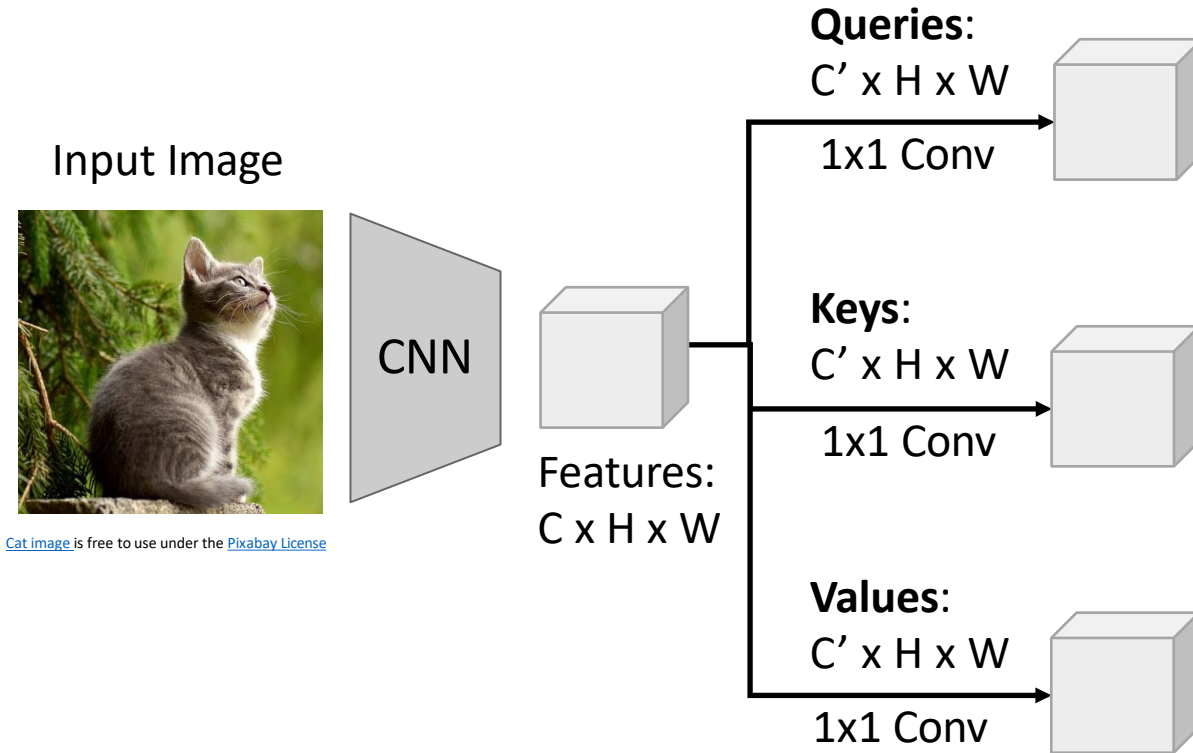 Input Image
Cat image is free to use under the Pixabay License
CNN
Features:
C x H x W
Queries:
C’ x H x W
1x1 Conv
Keys:
C’ x H x W
1x1 Conv
Values:
C’ x H x W
1x1 Conv